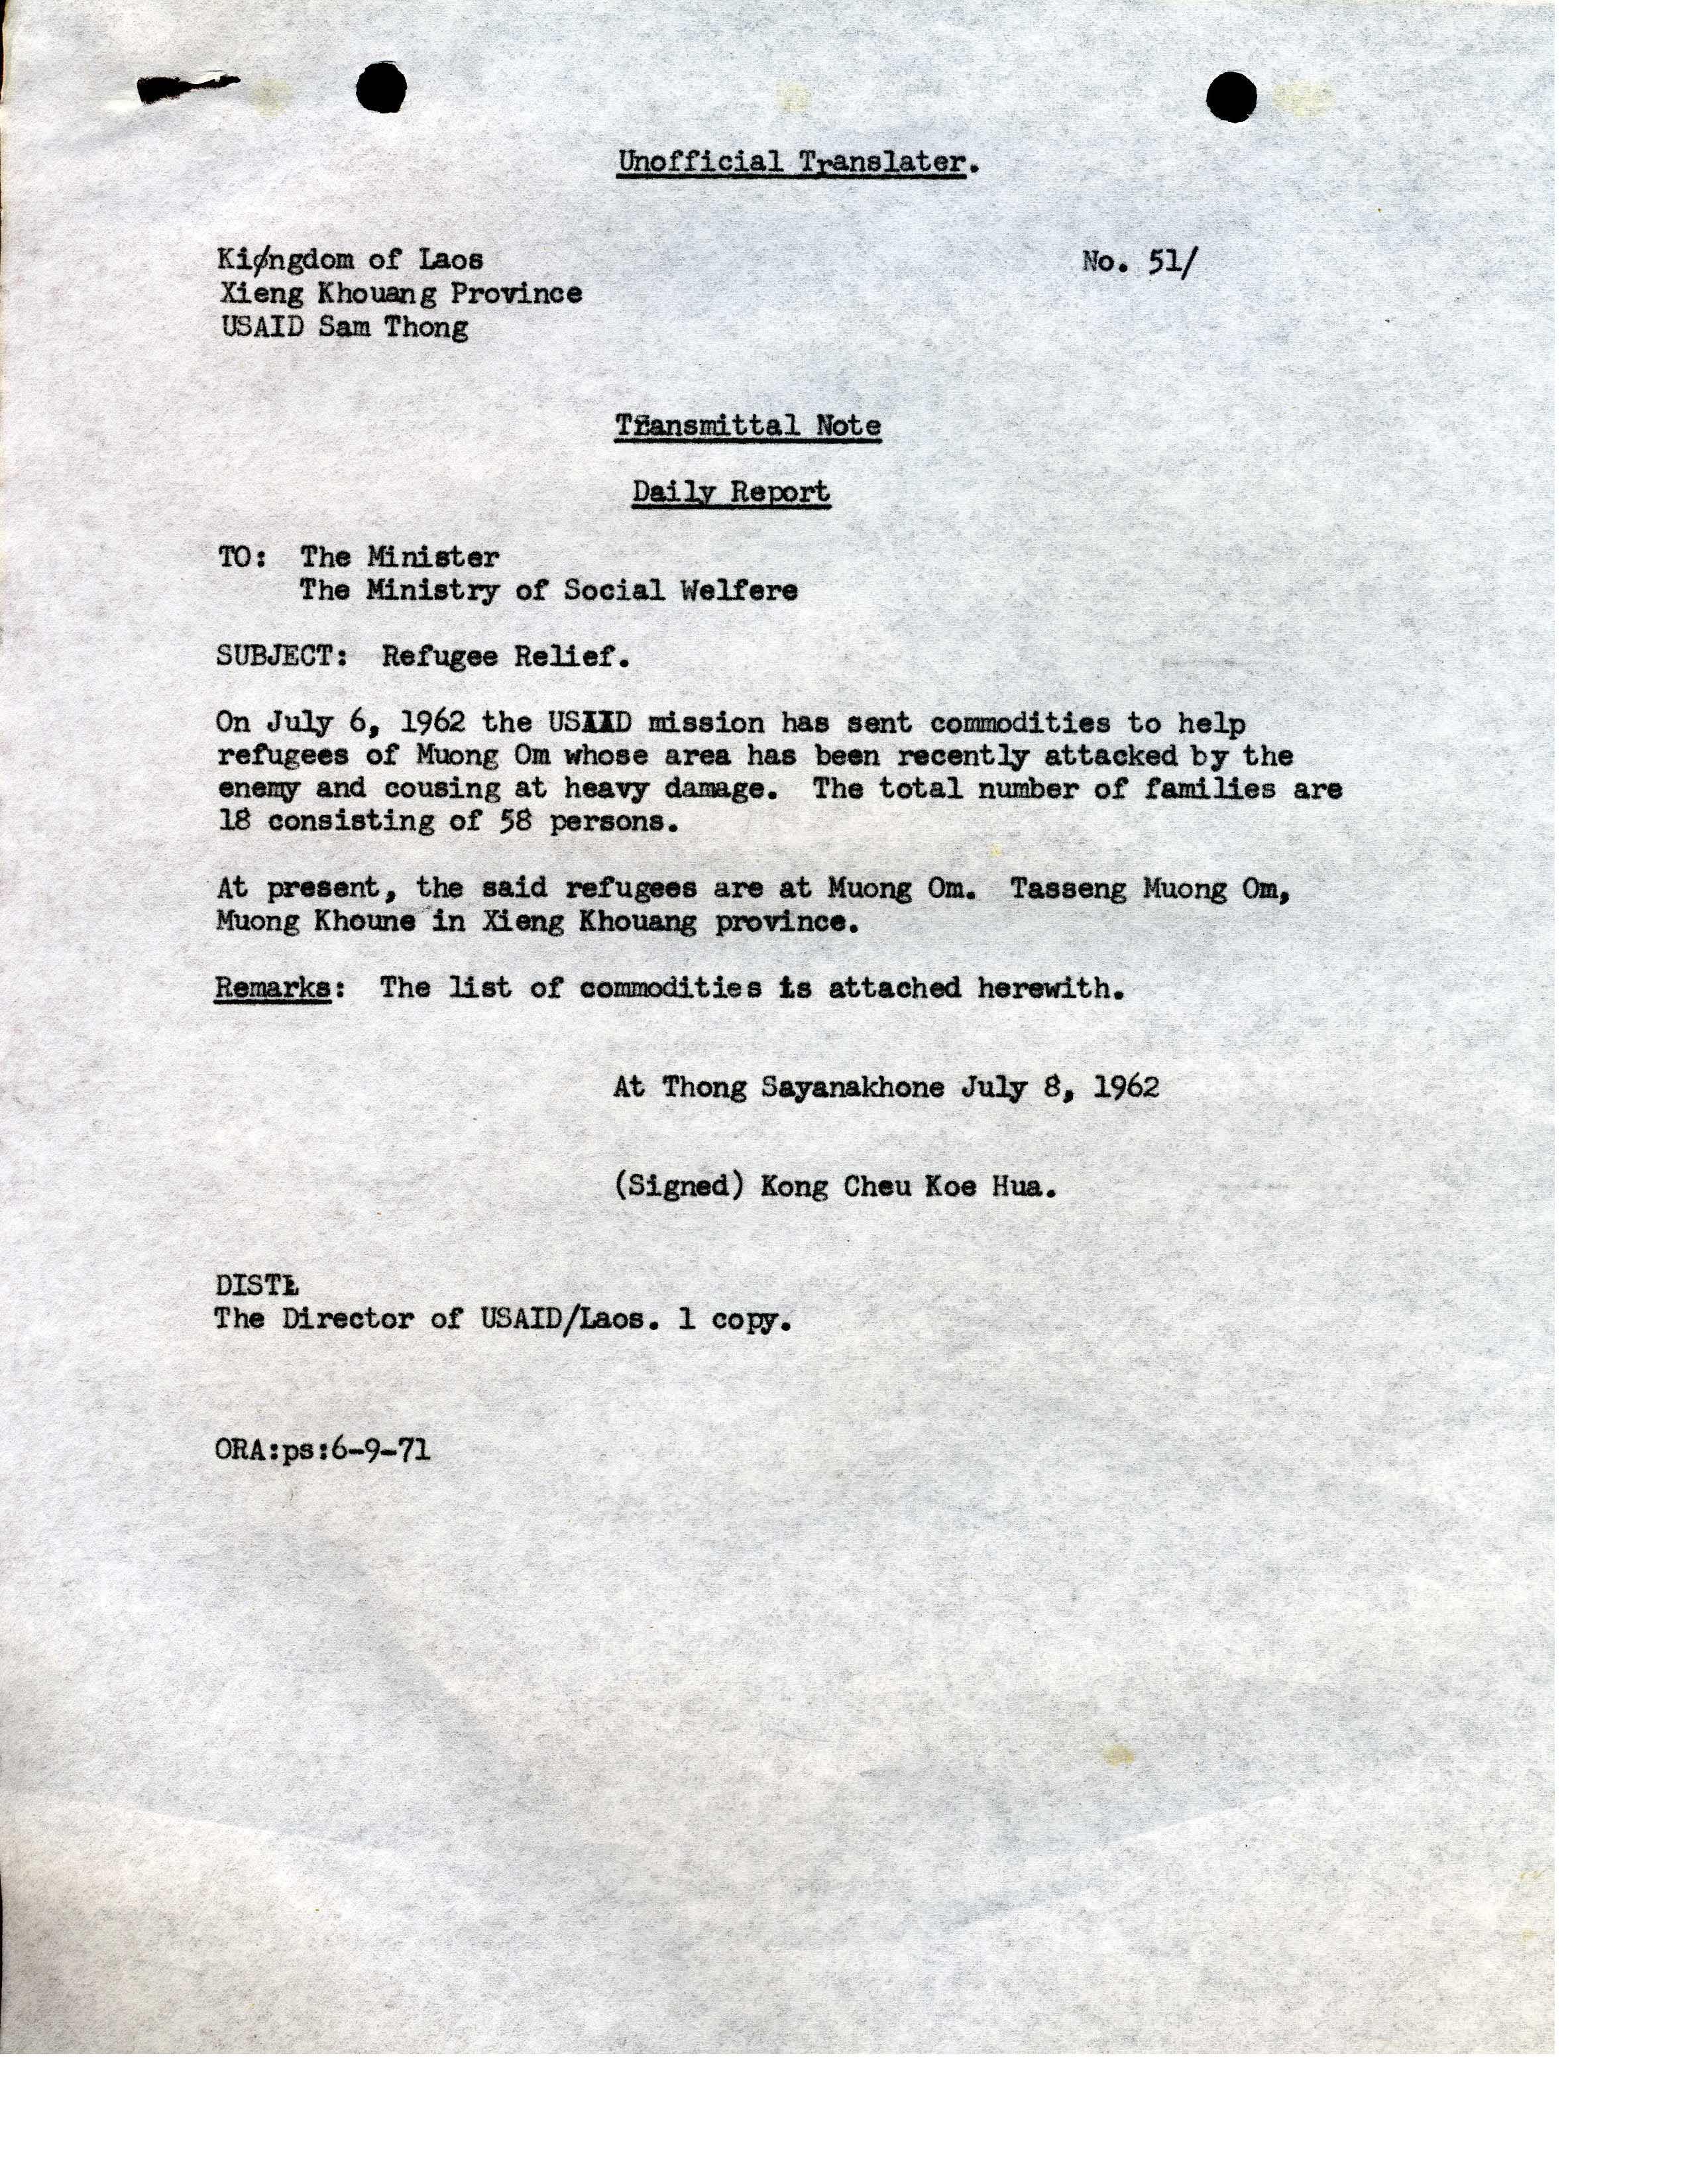 Unofficial Translater.
Kiøngdom of Laos
No. 51/
Xieng Khouang Province
USAID Sam Thong
Transmittal Note
Daily Report
TO: The Minister
The Ministry of Social Welfere
SUBJECT: Refugee Relief.
On July 6, 1962 the USAID mission has sent commodities to help
refugees of Muong Om whose area has been recently attacked by the
enemy and cousing at heavy damage. The total number of families are
18 consisting of 58 persons.
At present, the said refugees are at Muong Om. Tasseng Muong Om,
Muong Khoune in Xieng Khouang province.
Remarks: The list of commodities is attached herewith.
At Thong Sayanakhone July 8, 1962
(Signed) Kong Cheu Koe Hua.
DIST:
The Director of USAID/Laos. 1 copy.
ORA:ps:6-9-71